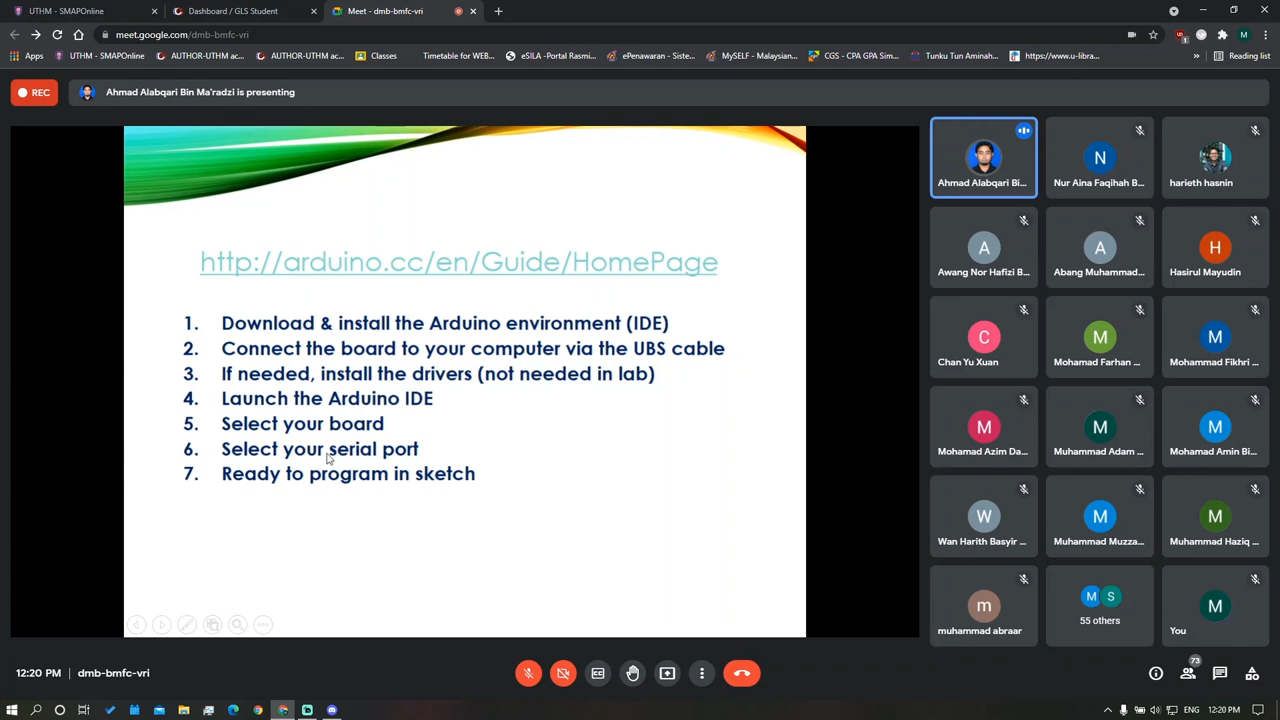 UTHM - SMAPOnline
Dashboard / GLS Student
Meet - dmb-bmfc-vri
meet.google.com/dmb-bmfc-vri
Apps
UTHM - SMAPOnline
AUTHOR-UTHM ac...
AUTHOR-UTHM ac...
Classes
Timetable for WEB...
eSILA -Portal Rasmi...
ePenawaran - Siste...
MySELF - Malaysian...
CGS - CPA GPA Sim...
Tunku Tun Aminah...
https://www.u-libra...
»
Reading list
REC
Ahmad Alabqari Bin Ma'radzi is presenting
http://arduino.cc/en/Guide/HomePage
1. Download & install the Arduino environment (IDE)
2. Connect the board to your computer via the UBS cable
3. If needed, install the drivers (not needed in lab)
4. Launch the Arduino IDE
5. Select your board
6. Select your serial port
7. Ready to program in sketch
Ahmad Alabqari Bi...
N
Nur Aina Faqihah B...
harieth hasnin
A
Awang Nor Hafizi B...
A
Abang Muhammad...
H
Hasirul Mayudin
C
Chan Yu Xuan
M
Mohamad Farhan ...
M
Mohammad Fikhri ...
M
Mohamad Azim Da...
M
Muhammad Adam ...
M
Mohamad Amin Bi...
W
Wan Harith Basyir ...
M
Muhammad Muzza...
M
Muhammad Haziq ...
m
muhammad abraar
M S
55 others
M
You
12:20 PM
dmb-bmfc-vri
73
ENG
12:20 PM